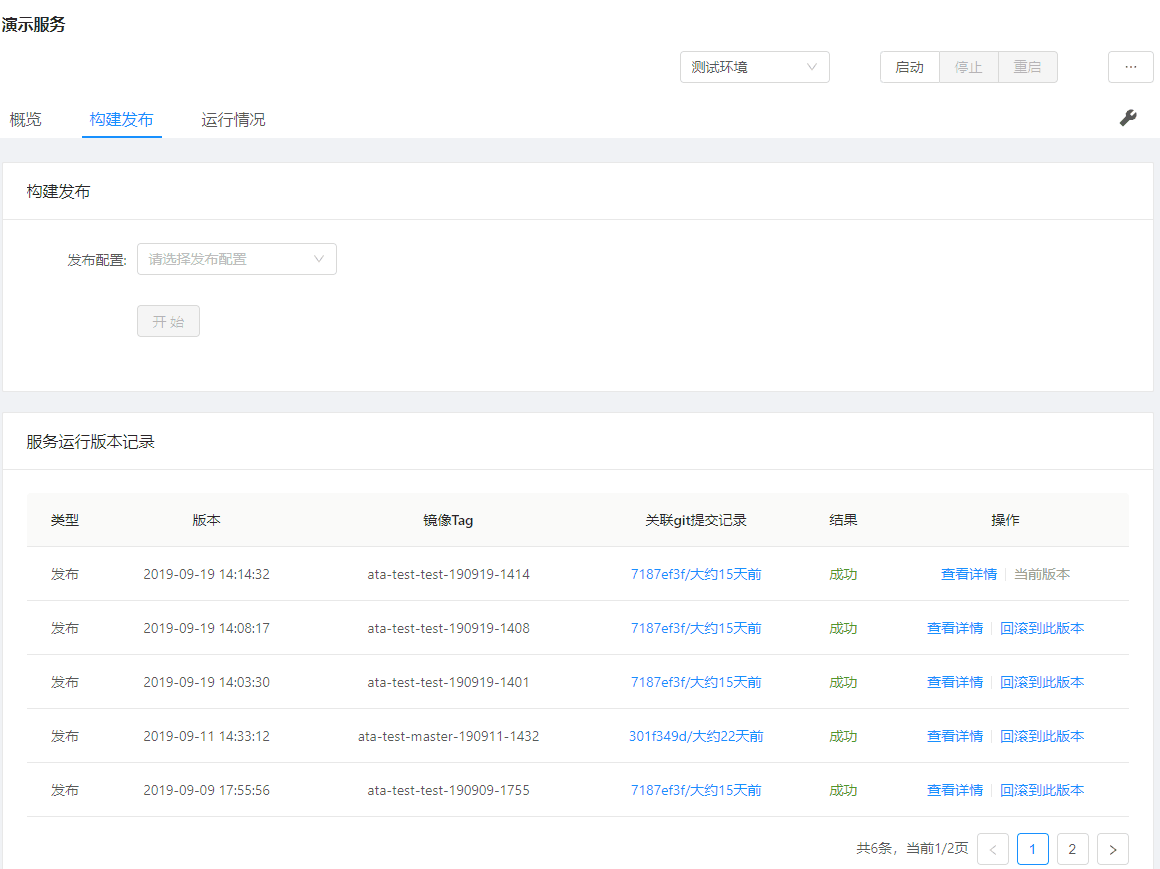 演示服务
测试环境 启动 停止 重启 ...
概览 构建发布 运行情况
构建发布
发布配置: 请选择发布配置
开 始
服务运行版本记录
类型 版本 镜像Tag 关联git提交记录 结果 操作
发布 2019-09-19 14:14:32 ata-test-test-190919-1414 7187ef3f/大约15天前 成功 查看详情 当前版本
发布 2019-09-19 14:08:17 ata-test-test-190919-1408 7187ef3f/大约15天前 成功 查看详情 回滚到此版本
发布 2019-09-19 14:03:30 ata-test-test-190919-1401 7187ef3f/大约15天前 成功 查看详情 回滚到此版本
发布 2019-09-11 14:33:12 ata-test-master-190911-1432 301f349d/大约22天前 成功 查看详情 回滚到此版本
发布 2019-09-09 17:55:56 ata-test-test-190909-1755 7187ef3f/大约15天前 成功 查看详情 回滚到此版本
共6条，当前1/2页 < 1 2 >